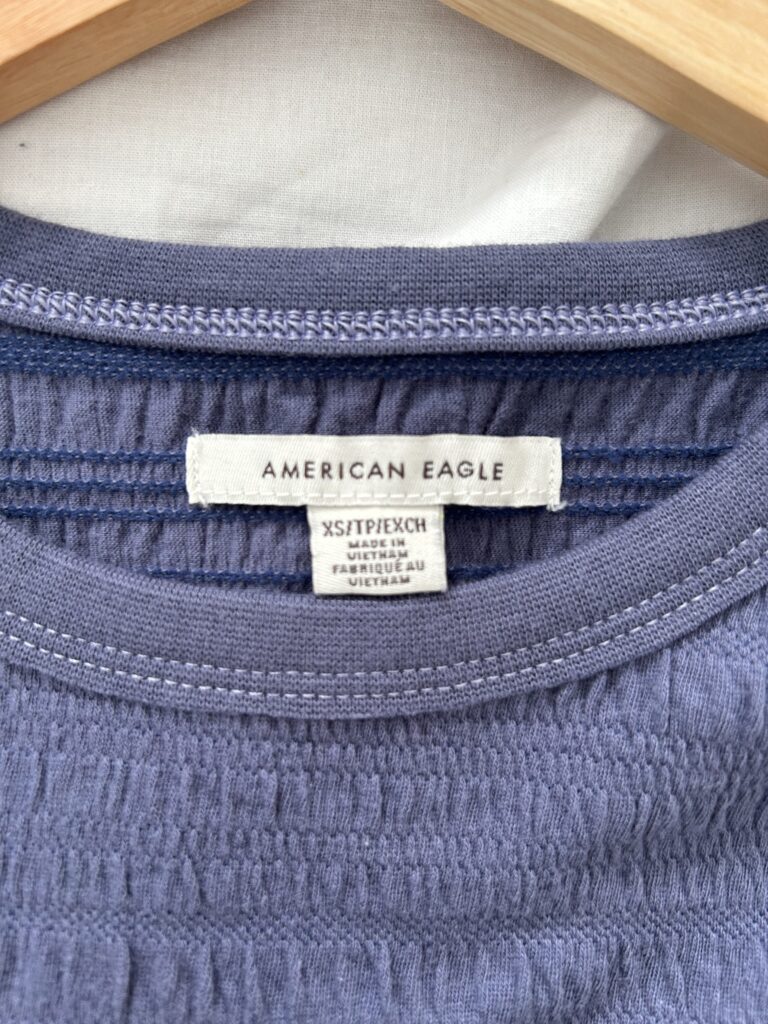 AMERICAN EAGLE
XS/TP/EXCH
MADE IN
VIETNAM
FABRIQUÉ AU
VIETNAM